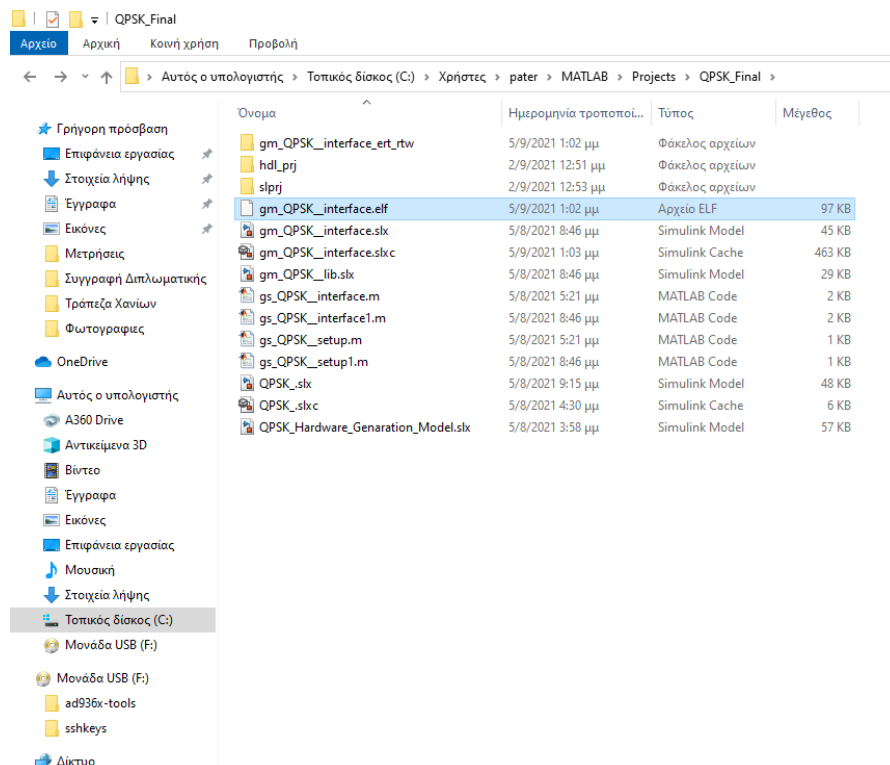 QPSK_Final
Αρχείο Αρχική Κοινή χρήση Προβολή
Αυτός ο υπολογιστής > Τοπικός δίσκος (C:) > Χρήστες > pater > MATLAB > Projects > QPSK_Final >
Γρήγορη πρόσβαση
Επιφάνεια εργασίας
Στοιχεία λήψης
Έγγραφα
Εικόνες
Μετρήσεις
Συγγραφή Διπλωματικής
Τράπεζα Χανίων
Φωτογραφιες
OneDrive
Αυτός ο υπολογιστής
A360 Drive
Αντικείμενα 3D
Βίντεο
Έγγραφα
Εικόνες
Επιφάνεια εργασίας
Μουσική
Στοιχεία λήψης
Τοπικός δίσκος (C:)
Μονάδα USB (F:)
Μονάδα USB (F:)
ad936x-tools
sshkeys
Δίκτυο
Όνομα Ημερομηνία τροποποί... Τύπος Μέγεθος
gm_QPSK__interface_ert_rtw 5/9/2021 1:02 μμ Φάκελος αρχείων
hdl_prj 2/9/2021 12:51 μμ Φάκελος αρχείων
slprj 2/9/2021 12:53 μμ Φάκελος αρχείων
gm_QPSK__interface.elf 5/9/2021 1:02 μμ Αρχείο ELF 97 KB
gm_QPSK__interface.slx 5/8/2021 8:46 μμ Simulink Model 45 KB
gm_QPSK__interface.slxc 5/9/2021 1:03 μμ Simulink Cache 463 KB
gm_QPSK__lib.slx 5/8/2021 8:46 μμ Simulink Model 29 KB
gs_QPSK__interface.m 5/8/2021 5:21 μμ MATLAB Code 2 KB
gs_QPSK__interface1.m 5/8/2021 8:46 μμ MATLAB Code 2 KB
gs_QPSK__setup.m 5/8/2021 5:21 μμ MATLAB Code 1 KB
gs_QPSK__setup1.m 5/8/2021 8:46 μμ MATLAB Code 1 KB
QPSK_.slx 5/8/2021 9:15 μμ Simulink Model 48 KB
QPSK_.slxc 5/8/2021 4:30 μμ Simulink Cache 6 KB
QPSK_Hardware_Genaration_Model.slx 5/8/2021 3:58 μμ Simulink Model 57 KB